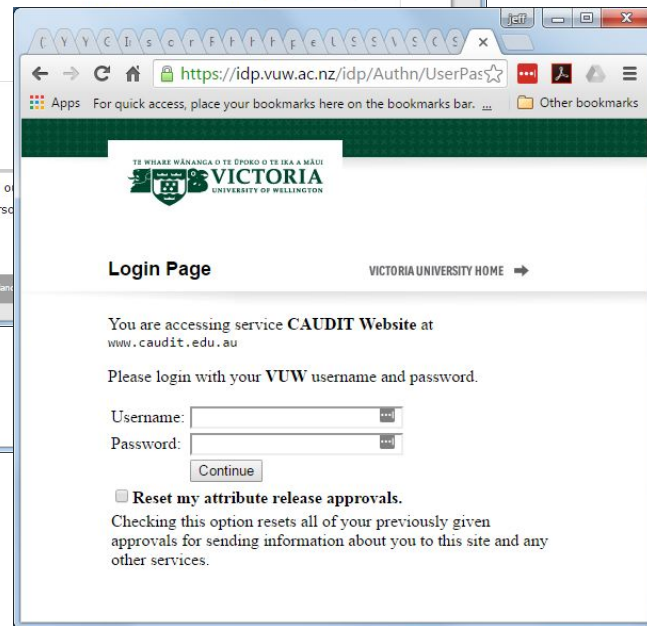 jeff
https://idp.vuw.ac.nz/idp/Authn/UserPas
Apps For quick access, place your bookmarks here on the bookmarks bar. ... Other bookmarks
TE WHARE WĀNANGA O TE ŪPOKO O TE IKA A MĀUI
VICTORIA
UNIVERSITY OF WELLINGTON
Login Page
VICTORIA UNIVERSITY HOME
You are accessing service CAUDIT Website at
www.caudit.edu.au
Please login with your VUW username and password.
Username:
Password:
Continue
Reset my attribute release approvals.
Checking this option resets all of your previously given
approvals for sending information about you to this site and any
other services.